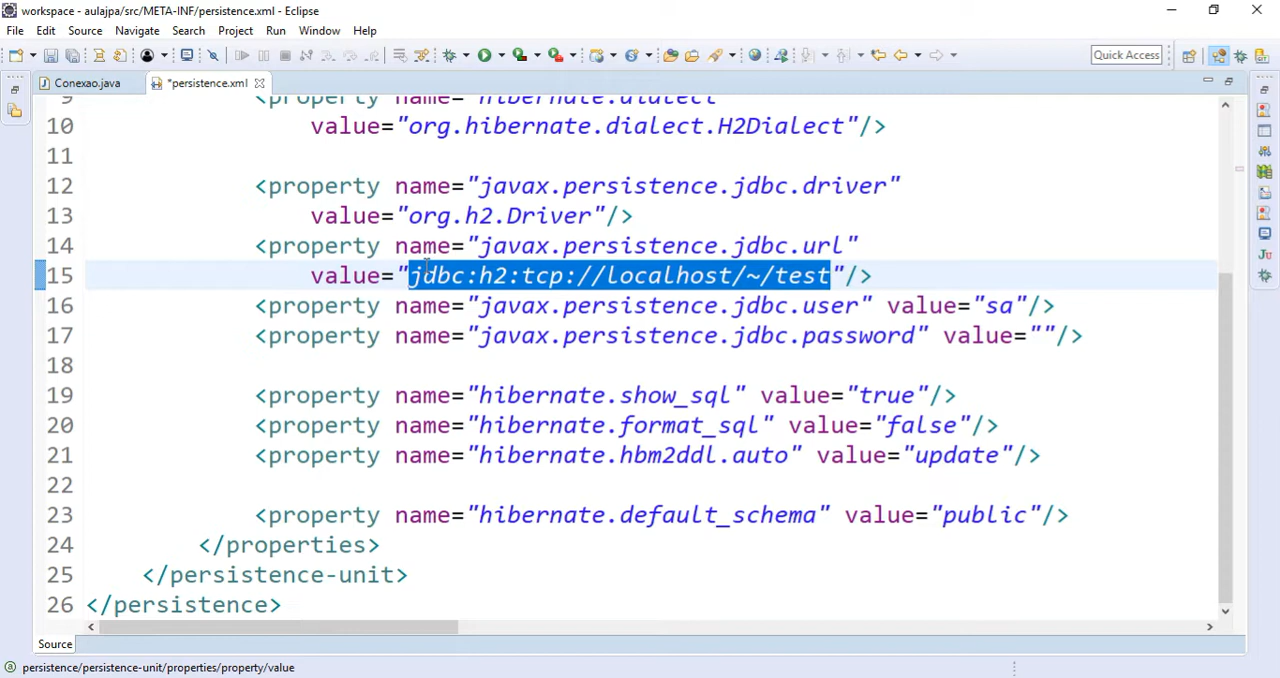 workspace - aulajpa/src/META-INF/persistence.xml - Eclipse
File Edit Source Navigate Search Project Run Window Help
Quick Access
Conexao.java *persistence.xml
9 <property name="hibernate.dialect"
10 value="org.hibernate.dialect.H2Dialect"/>
11
12 <property name="javax.persistence.jdbc.driver"
13 value="org.h2.Driver"/>
14 <property name="javax.persistence.jdbc.url"
15 value="jdbc:h2:tcp://localhost/~/test"/>
16 <property name="javax.persistence.jdbc.user" value="sa"/>
17 <property name="javax.persistence.jdbc.password" value=""/>
18
19 <property name="hibernate.show_sql" value="true"/>
20 <property name="hibernate.format_sql" value="false"/>
21 <property name="hibernate.hbm2ddl.auto" value="update"/>
22
23 <property name="hibernate.default_schema" value="public"/>
24 </properties>
25 </persistence-unit>
26 </persistence>
Source
persistence/persistence-unit/properties/property/value